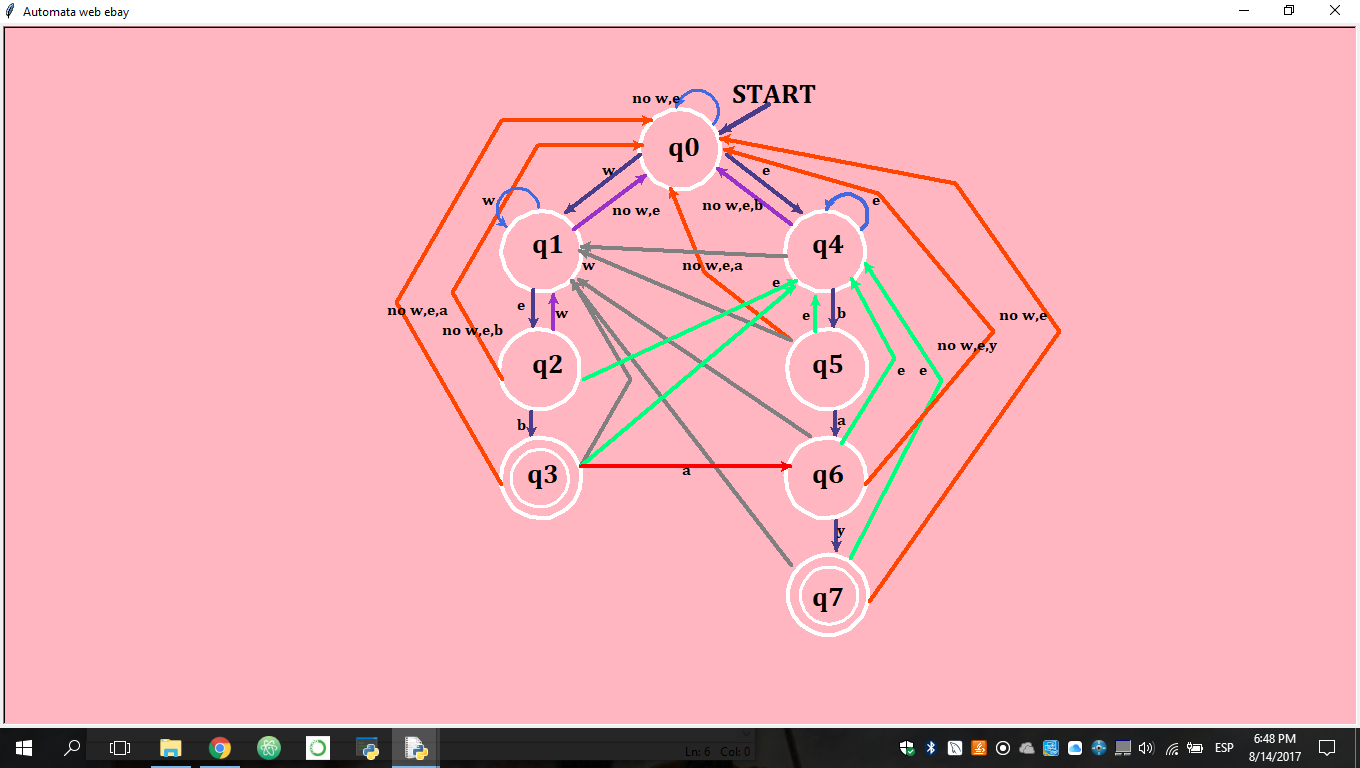 Automata web ebay
START
no w,e
q0
w
e
no w,e
no w,e,b
w
e
q1
q4
w
no w,e,a
e
e
w
e
b
no w,e,a
no w,e,b
no w,e
no w,e,y
q2
q5
e
e
b
a
q3
a
q6
y
q7
Ln: 6 Col: 0
ESP
6:48 PM
8/14/2017